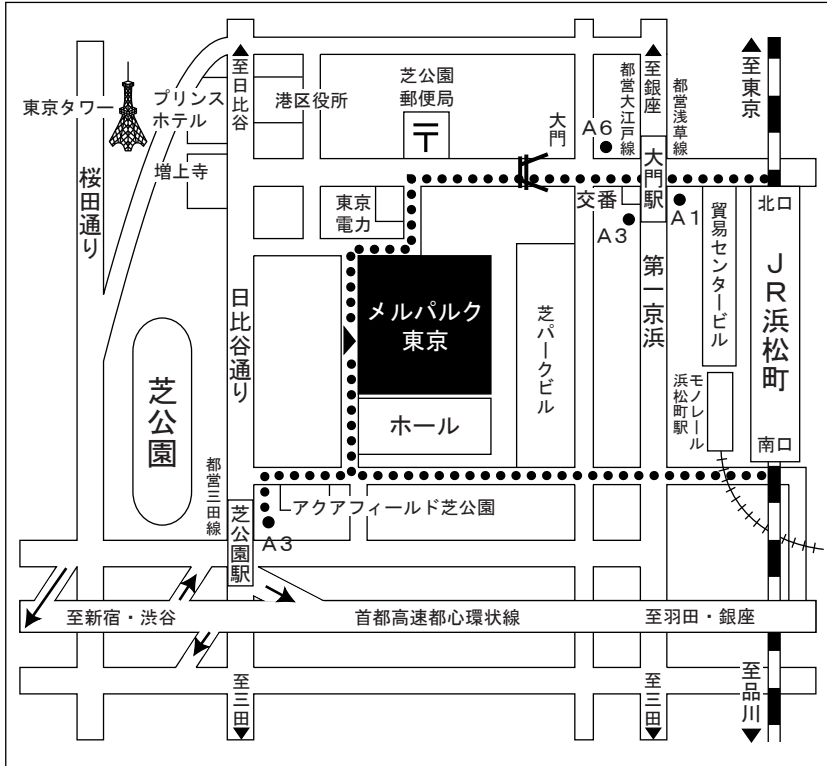 東京タワー
プリンス
ホテル
増上寺
桜田通り
至日比谷
港区役所
芝公園
郵便局
〒
大門
A6
都営大江戸線
至銀座
都営浅草線
至東京
大門駅
交番
A3
A1
北口
東京
電力
貿易センタービル
JR浜松町
第一京浜
メルパルク
東京
芝パークビル
日比谷通り
芝公園
ホール
モノレール
浜松町駅
南口
都営三田線
芝公園駅
アクアフィールド芝公園
A3
至新宿・渋谷
首都高速都心環状線
至羽田・銀座
至三田
至三田
至品川